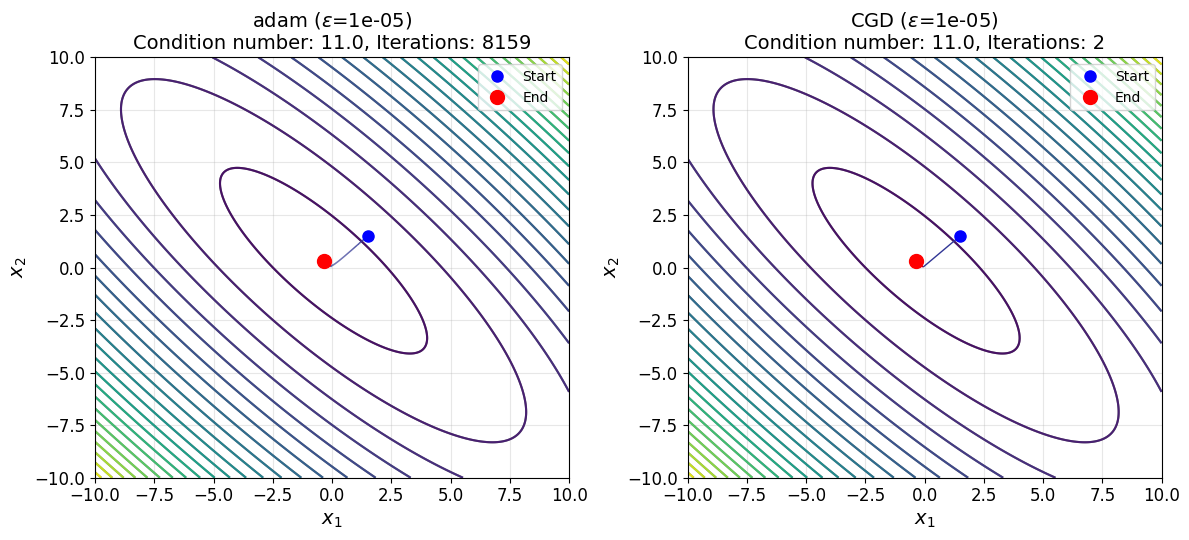 adam (ε=1e-05)
Condition number: 11.0, Iterations: 8159
10.0
7.5
5.0
2.5
0.0
−2.5
−5.0
−7.5
−10.0
x₂
Start
End
−10.0 −7.5 −5.0 −2.5 0.0 2.5 5.0 7.5 10.0
x₁
CGD (ε=1e-05)
Condition number: 11.0, Iterations: 2
10.0
7.5
5.0
2.5
0.0
−2.5
−5.0
−7.5
−10.0
x₂
Start
End
−10.0 −7.5 −5.0 −2.5 0.0 2.5 5.0 7.5 10.0
x₁